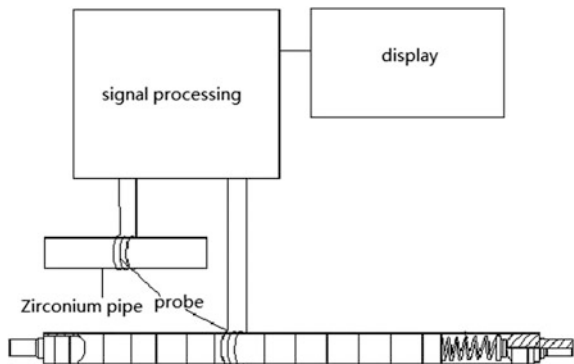 signal processing
display
Zirconium pipe
probe